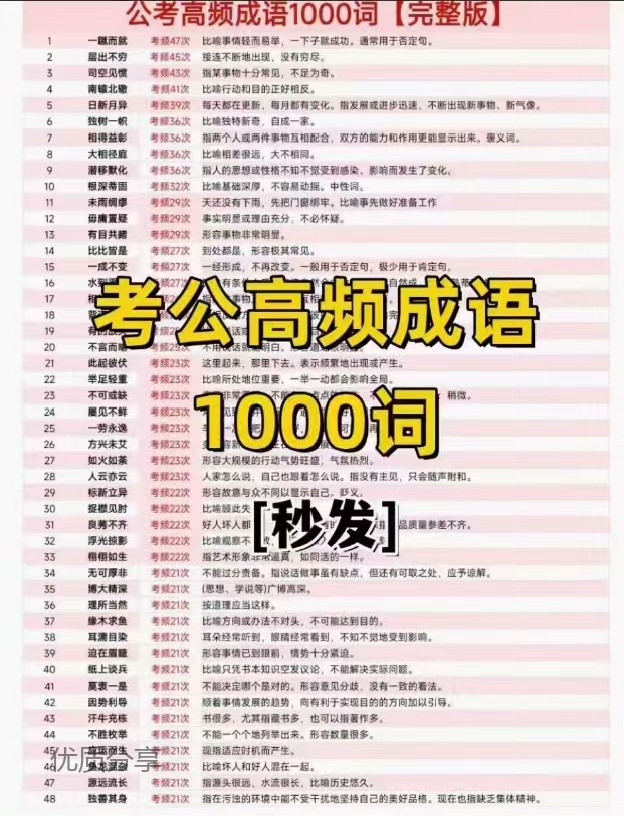 公考高频成语1000词【完整版】
1 一蹴而就 考频47次 比喻事情轻而易举，一下子就成功。通常用于否定句。
2 层出不穷 考频45次 接连不断地出现，没有穷尽。
3 司空见惯 考频43次 指某事物十分常见，不足为奇。
4 南辕北辙 考频41次 比喻行动和目的正好相反。
5 日新月异 考频39次 每天都在更新，每月都有变化。指发展或进步迅速，不断出现新事物、新气像。
6 独树一帜 考频36次 比喻独特新奇，自成一家。
7 相得益彰 考频36次 指两个人或两件事物互相配合，双方的能力和作用更能显示出来。褒义词。
8 大相径庭 考频36次 比喻相差很远，大不相同。
9 潜移默化 考频36次 指人的思想或性格不知不觉受到感染、影响而发生了变化。
10 根深蒂固 考频32次 比喻基础深厚，不容易动摇。中性词。
11 未雨绸缪 考频29次 天还没有下雨，先把门窗绑牢。比喻事先做好准备工作
12 毋庸置疑 考频29次 事实明显或理由充分，不必怀疑。
13 有目共睹 考频29次 形容事物非常明显。
14 比比皆是 考频27次 到处都是，形容极其常见。
15 一成不变 考频27次 一经形成，不再改变。一般用于否定句，极少用于肯定句。
16
17
18
19
考公高频成语
20 不言而喻 考频25次
21 此起彼伏 考频23次 这里起来，那里下去。表示频繁地出现或产生。
22 举足轻重 考频23次 比喻所处地位重要，一举一动都会影响全局。
23 不可或缺 考频23次 稍微。
24 屡见不鲜 考频23次
1000词
25 一劳永逸 考频23次
26 方兴未艾 考频23次
27 如火如荼 考频23次 形容大规模的行动气势旺盛，气氛热烈。
28 人云亦云 考频23次 人家怎么说，自己也跟着怎么说。指没有主见，只会随声附和。
29 标新立异 考频23次 形容故意与众不同以显示自己。贬义。
30 捉襟见肘 考频22次 比喻顾此失
[秒发]
31 良莠不齐 考频22次 好人坏人都 品质量参差不齐。
32 浮光掠影 考频22次 比喻观察不
33 栩栩如生 考频22次 指艺术形象非常逼真，如同活的一样。
34 无可厚非 考频21次 不能过分责备。指说话做事虽有缺点，但还有可取之处，应予谅解。
35 博大精深 考频21次 (思想、学说等)广博高深。
36 理所当然 考频21次 按道理应当这样。
37 缘木求鱼 考频21次 比喻方向或办法不对头，不可能达到目的。
38 耳濡目染 考频21次 耳朵经常听到，眼睛经常看到，不知不觉地受到影响。
39 迫在眉睫 考频21次 形容事情已到眼前，情势十分紧迫。
40 纸上谈兵 考频21次 比喻只凭书本知识空发议论，不能解决实际问题。
41 莫衷一是 考频21次 不能决定哪个是对的。形容意见分歧，没有一致的看法。
42 因势利导 考频21次 顺着事情发展的趋势，向有利于实现目的的方向加以引导。
43 汗牛充栋 考频21次 书很多，尤其指藏书多，也可以指著作多。
44 不胜枚举 考频21次 不能一个个地列举出来。形容数量很多。
45 应运而生 考频21次 现指适应时机而产生。
优质分享
46 鱼龙混杂 考频21次 比喻坏人和好人混在一起。
47 源远流长 考频21次 指源头很远，水流很长，比喻历史悠久。
48 独善其身 考频21次 指在污浊的环境中能不受干扰地坚持自己的美好品格。现在也指缺乏集体精神。